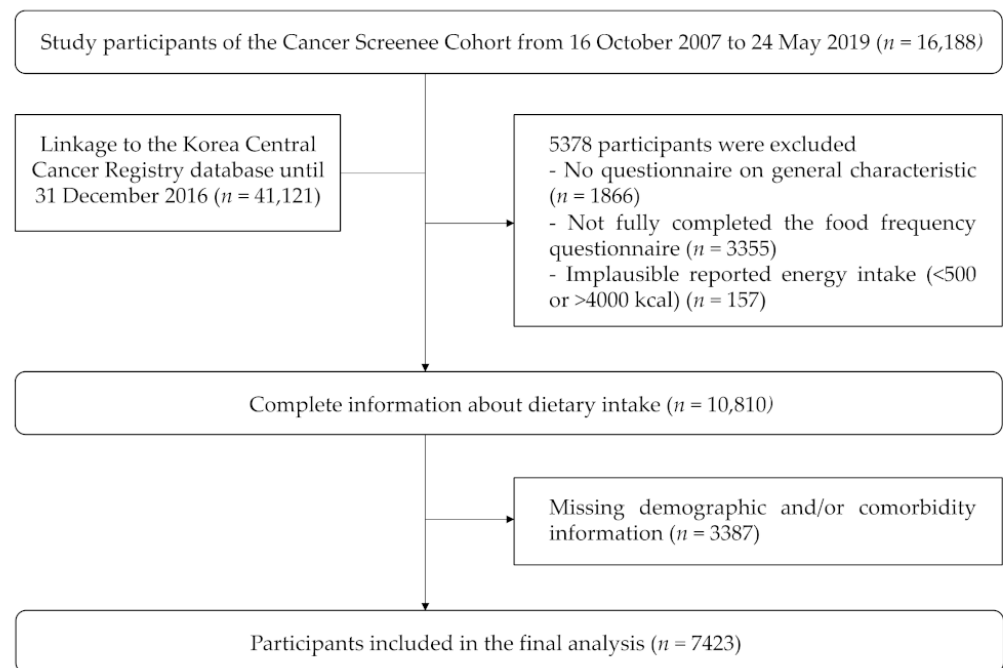 Study participants of the Cancer Screenee Cohort from 16 October 2007 to 24 May 2019 (n = 16,188)
Linkage to the Korea Central
Cancer Registry database until
31 December 2016 (n = 41,121)
5378 participants were excluded
- No questionnaire on general characteristic
(n = 1866)
- Not fully completed the food frequency
questionnaire (n = 3355)
- Implausible reported energy intake (<500
or >4000 kcal) (n = 157)
Complete information about dietary intake (n = 10,810)
Missing demographic and/or comorbidity
information (n = 3387)
Participants included in the final analysis (n = 7423)